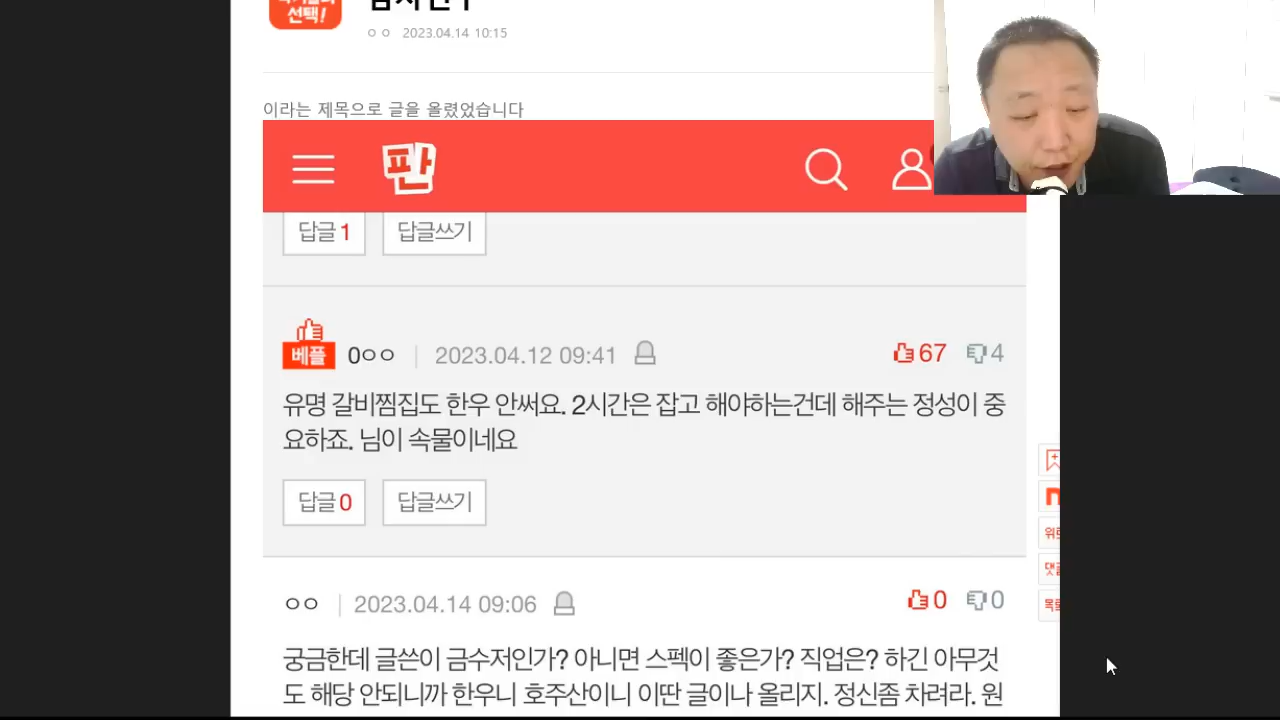 선택!
ㅇㅇ 2023.04.14 10:15
이라는 제목으로 글을 올렸었습니다
판
답글 1 답글쓰기
베플 0ㅇㅇ 2023.04.12 09:41 67 4
유명 갈비찜집도 한우 안써요. 2시간은 잡고 해야하는건데 해주는 정성이 중
요하죠. 님이 속물이네요
답글 0 답글쓰기
ㅇㅇ 2023.04.14 09:06 0 0
궁금한데 글쓴이 금수저인가? 아니면 스펙이 좋은가? 직업은? 하긴 아무것
도 해당 안되니까 한우니 호주산이니 이딴 글이나 올리지. 정신좀 차려라. 원